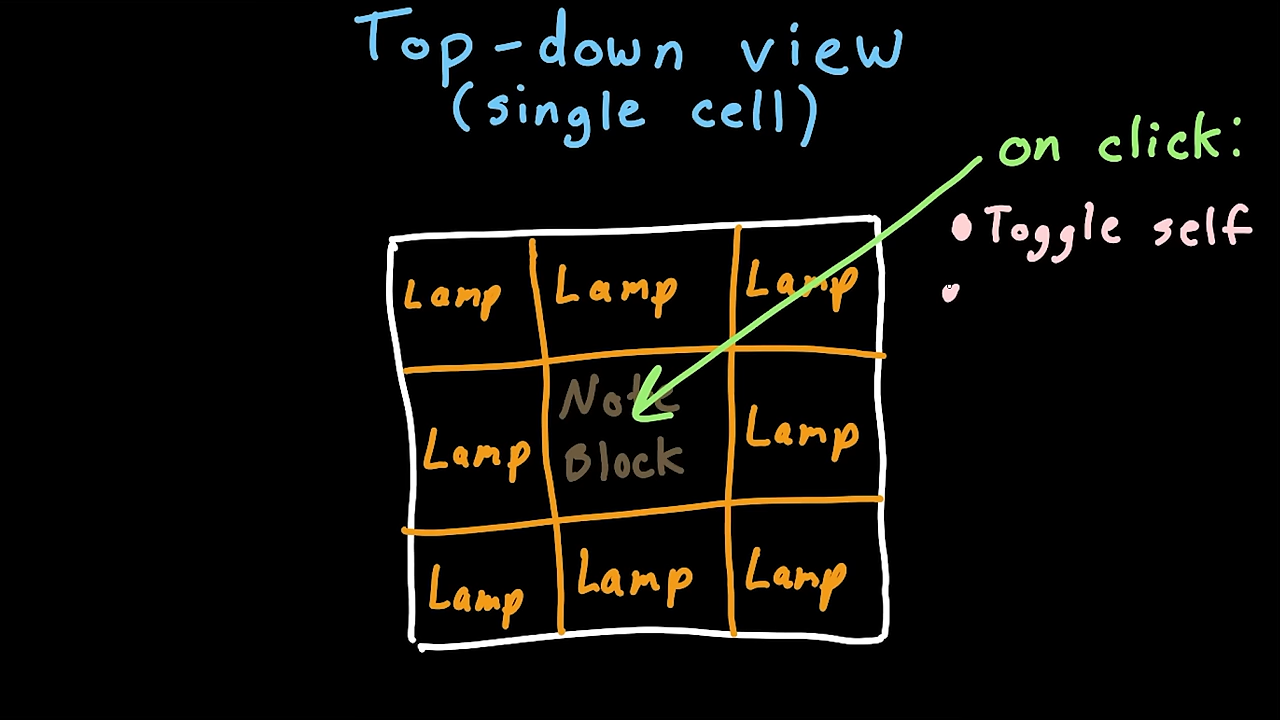 Top-down view
(single cell)
on click:
• Toggle self
•
Lamp Lamp Lamp
Lamp Note Block Lamp
Lamp Lamp Lamp